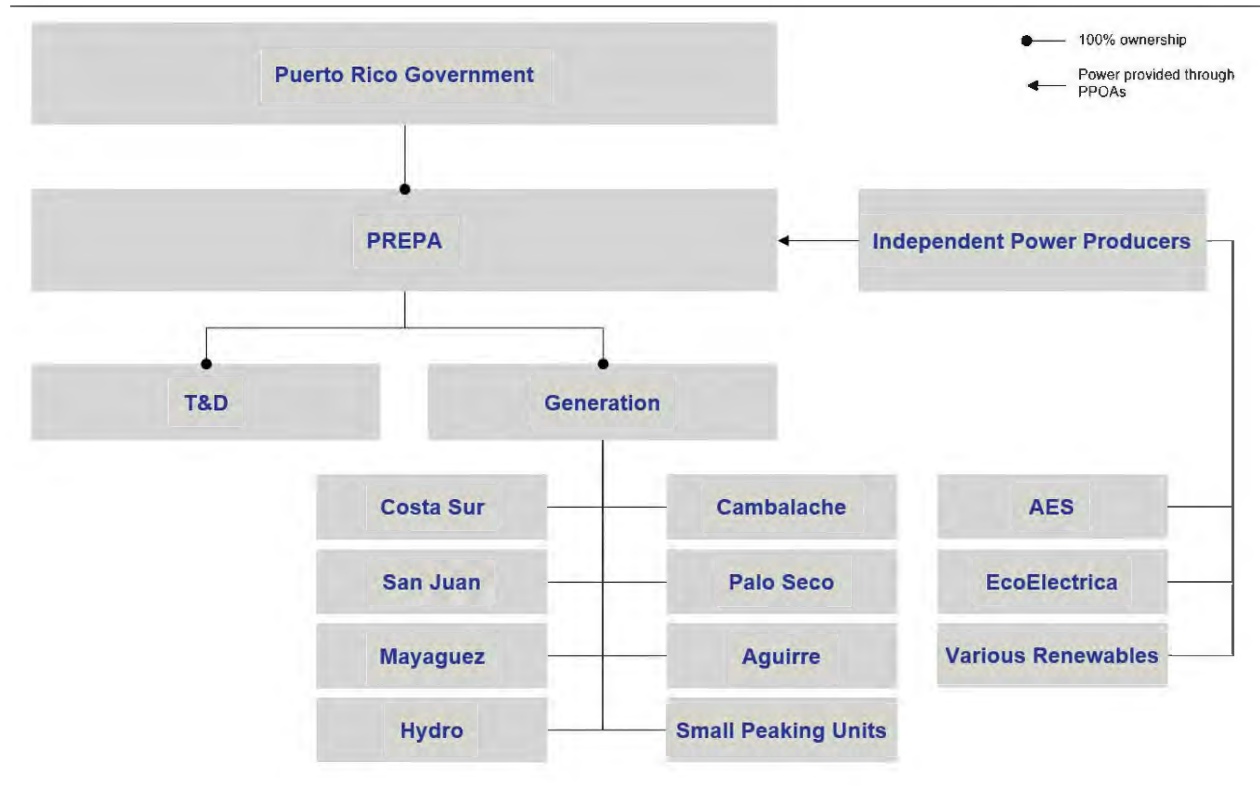 Puerto Rico Government
100% ownership
Power provided through
PPOAs
PREPA
Independent Power Producers
T&D
Generation
Costa Sur
Cambalache
AES
San Juan
Palo Seco
EcoElectrica
Mayaguez
Aguirre
Various Renewables
Hydro
Small Peaking Units